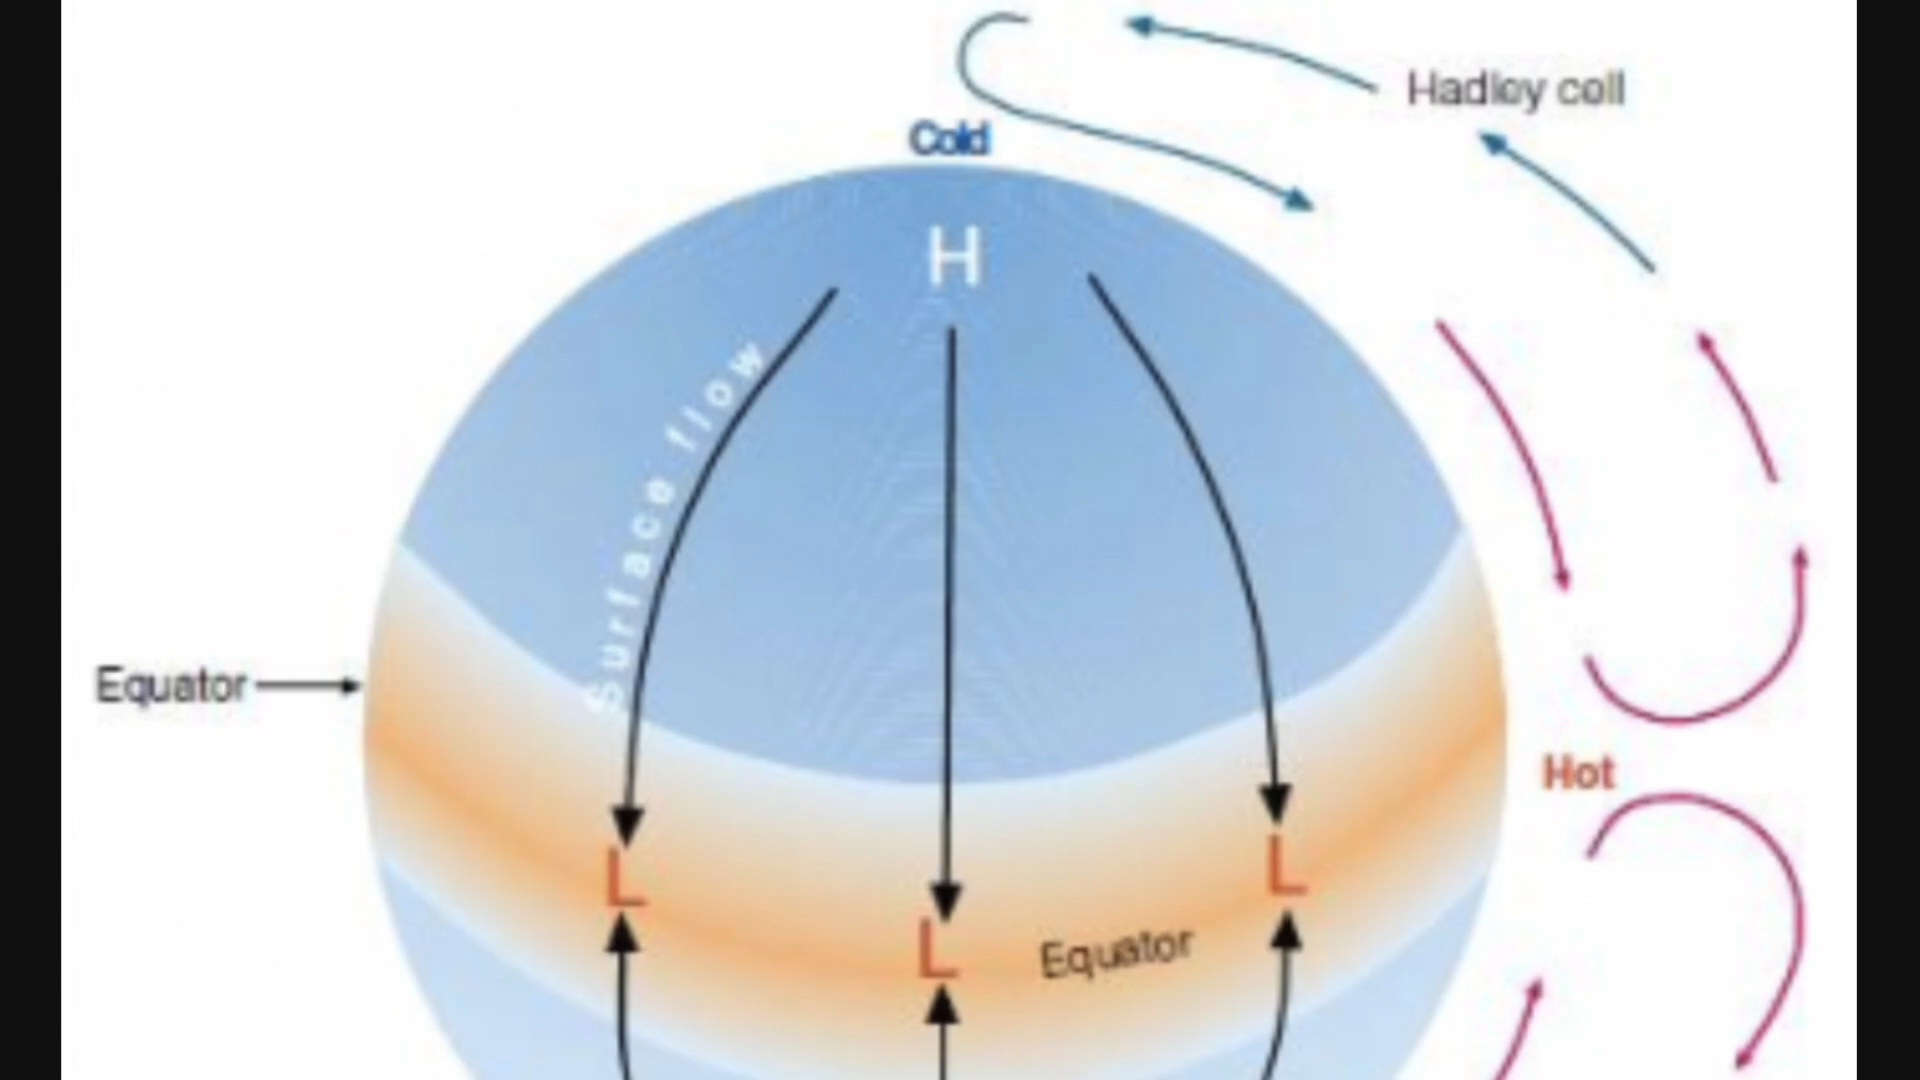 Hadley cell
Cold
H
Surface flow
Equator
Hot
L
L
L
Equator